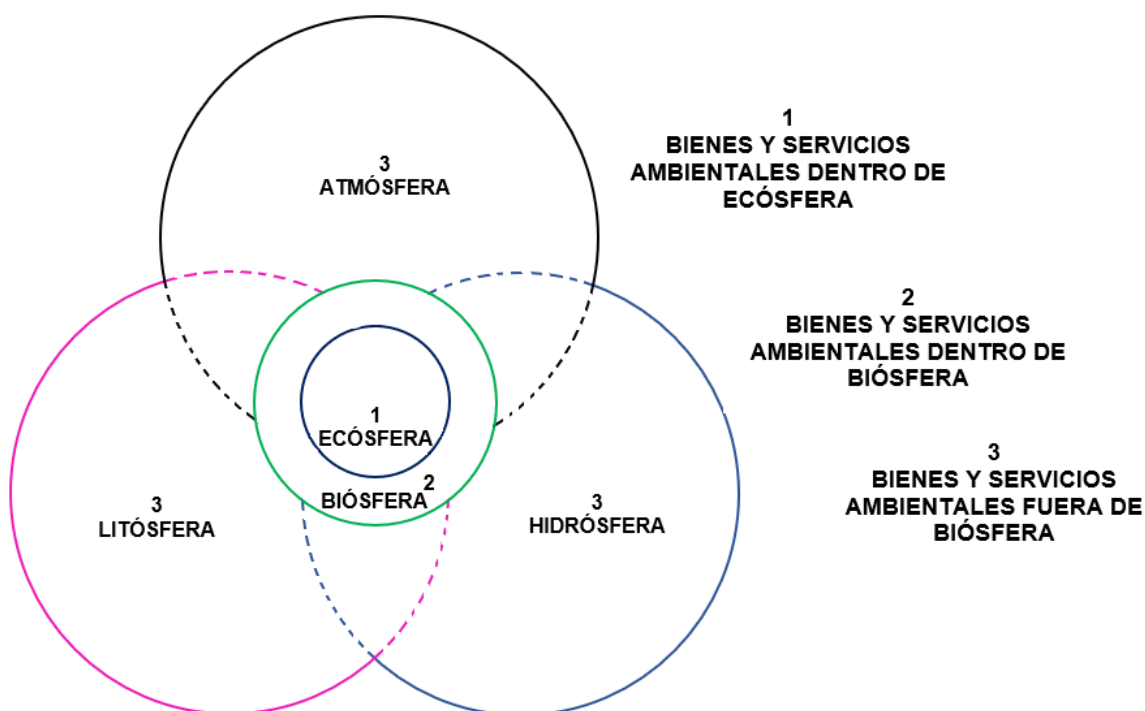 3
ATMÓSFERA
1
BIENES Y SERVICIOS
AMBIENTALES DENTRO DE
ECÓSFERA
2
BIENES Y SERVICIOS
AMBIENTALES DENTRO DE
BIÓSFERA
1
ECÓSFERA
BIÓSFERA 2
3
LITÓSFERA
3
HIDRÓSFERA
3
BIENES Y SERVICIOS
AMBIENTALES FUERA DE
BIÓSFERA